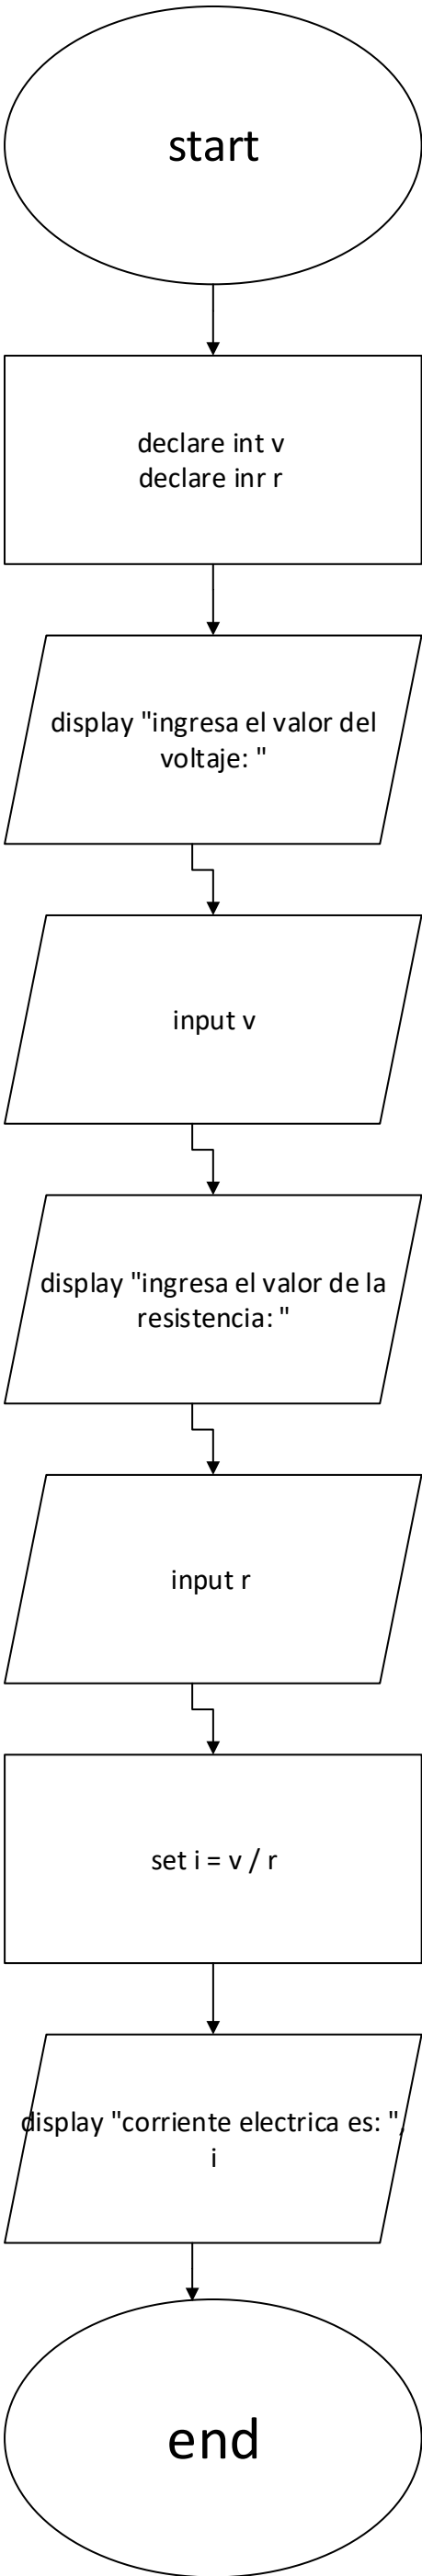 start
declare int v
declare inr r
display "ingresa el valor del
voltaje: "
input v
display "ingresa el valor de la
resistencia: "
input r
set i = v / r
display "corriente electrica es: ",
i
end